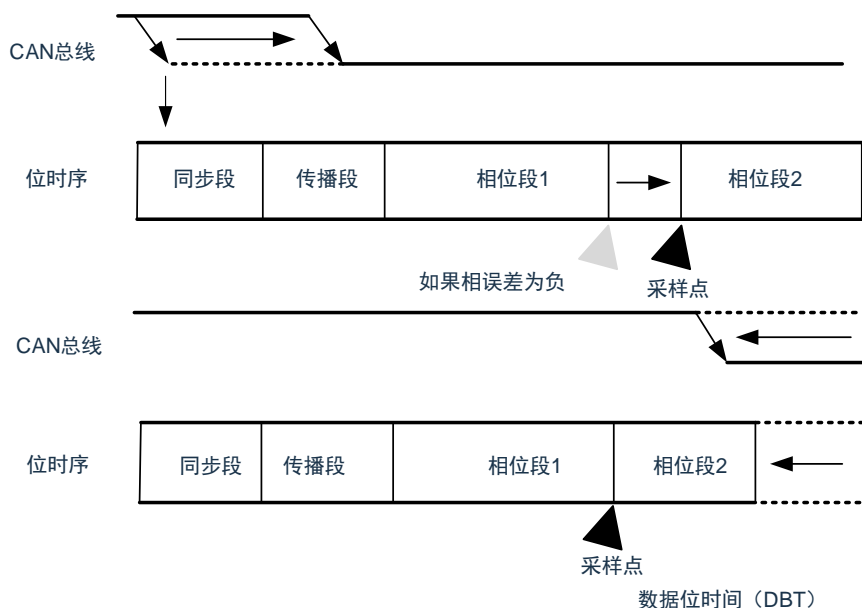 CAN总线
位时序
同步段
传播段
相位段1
相位段2
如果相误差为负
采样点
CAN总线
位时序
同步段
传播段
相位段1
相位段2
采样点
数据位时间（DBT）